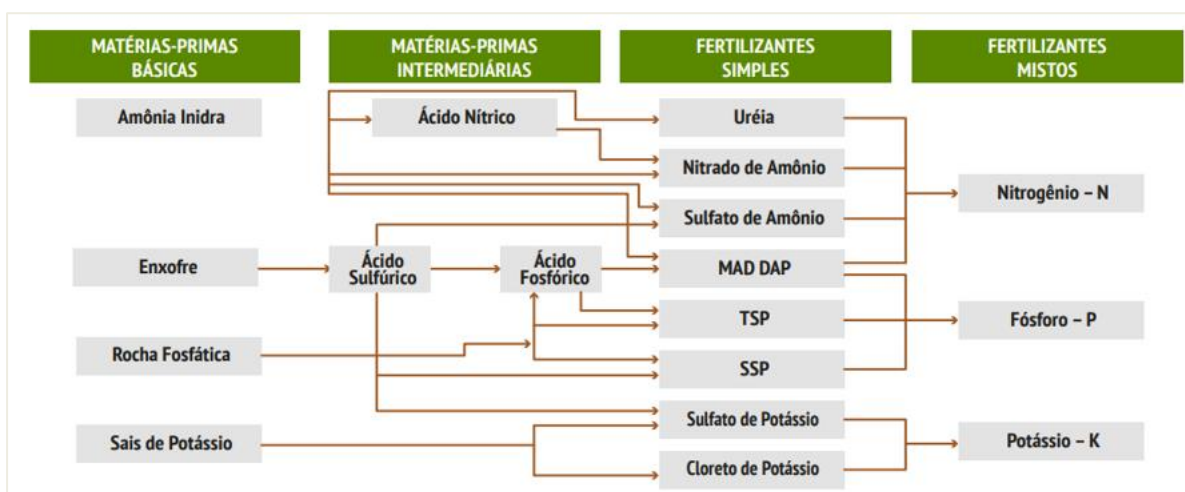 MATÉRIAS-PRIMAS
BÁSICAS
MATÉRIAS-PRIMAS
INTERMEDIÁRIAS
FERTILIZANTES
SIMPLES
FERTILIZANTES
MISTOS
Amônia Inidra
Ácido Nítrico
Uréia
Nitrado de Amônio
Nitrogênio – N
Sulfato de Amônio
Enxofre
Ácido
Sulfúrico
Ácido
Fosfórico
MAD DAP
TSP
Fósforo – P
Rocha Fosfática
SSP
Sulfato de Potássio
Sais de Potássio
Potássio – K
Cloreto de Potássio